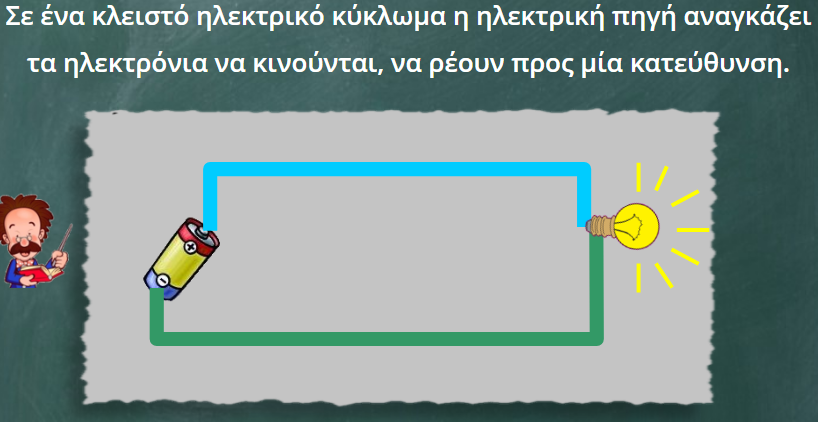 Σε ένα κλειστό ηλεκτρικό κύκλωμα η ηλεκτρική πηγή αναγκάζει
τα ηλεκτρόνια να κινούνται, να ρέουν προς μία κατεύθυνση.
+
−